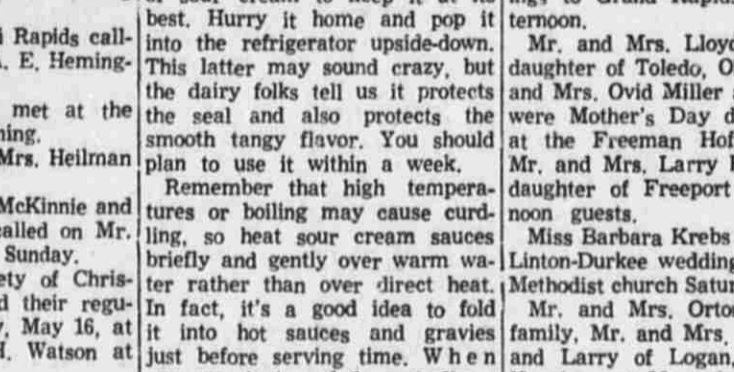 Rapids call-
E. Heming-
met at the
Mrs. Heilman
McKinnie and
called on Mr.
Sunday.
ety of Chris-
d their regu-
May 16, at
Watson at
best. Hurry it home and pop it
into the refrigerator upside-down.
This latter may sound crazy, but
the dairy folks tell us it protects
the seal and also protects the
smooth tangy flavor. You should
plan to use it within a week.
Remember that high tempera-
tures or boiling may cause curd-
ling, so heat sour cream sauces
briefly and gently over warm wa-
ter rather than over direct heat.
In fact, it's a good idea to fold
it into hot sauces and gravies
just before serving time. When
ternoon.
Mr. and Mrs. Lloyd
daughter of Toledo, O
and Mrs. Ovid Miller
were Mother's Day d
at the Freeman Hof
Mr. and Mrs. Larry
daughter of Freeport
noon guests.
Miss Barbara Krebs
Linton-Durkee wedding
Methodist church Satur
Mr. and Mrs. Orto
family, Mr. and Mrs.
and Larry of Logan,